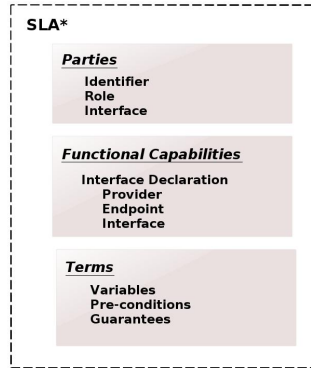 SLA*
Parties
Identifier
Role
Interface
Functional Capabilities
Interface Declaration
Provider
Endpoint
Interface
Terms
Variables
Pre-conditions
Guarantees